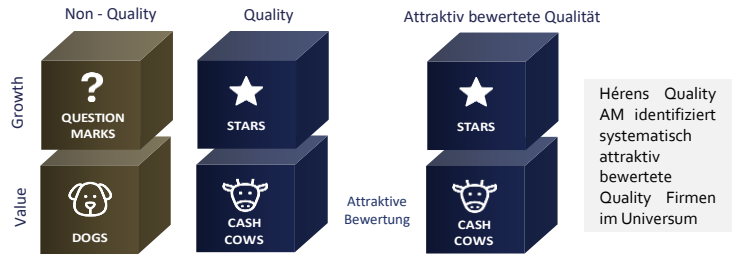 Non - Quality
Quality
Attraktiv bewertete Qualität
Growth
?
QUESTION
MARKS
STARS
STARS
Value
DOGS
CASH
COWS
Attraktive
Bewertung
CASH
COWS
Hérens Quality
AM identifiziert
systematisch
attraktiv
bewertete
Quality Firmen
im Universum